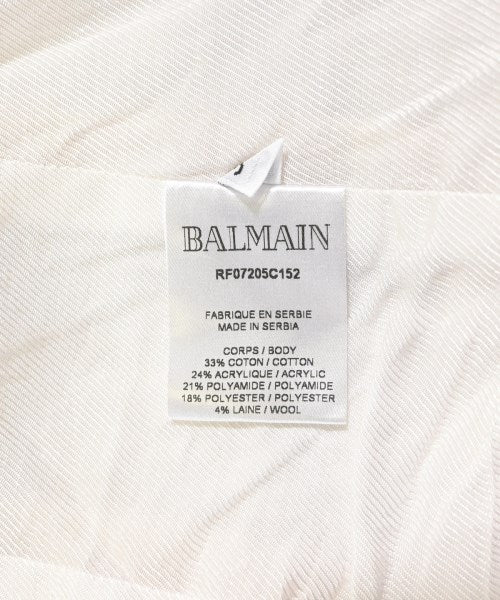 BALMAIN
RF07205C152
FABRIQUE EN SERBIE
MADE IN SERBIA
CORPS / BODY
33% COTON / COTTON
24% ACRYLIQUE / ACRYLIC
21% POLYAMIDE / POLYAMIDE
18% POLYESTER / POLYESTER
4% LAINE / WOOL